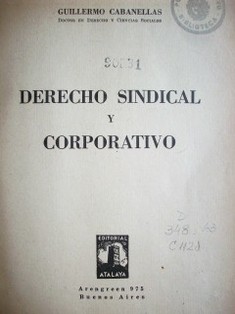 GUILLERMO CABANELLAS
DOCTOR EN DERECHO Y CIENCIAS SOCIALES
DERECHO SINDICAL
Y
CORPORATIVO
EDITORIAL
ATALAYA
Arengreen 975
Buenos Aires